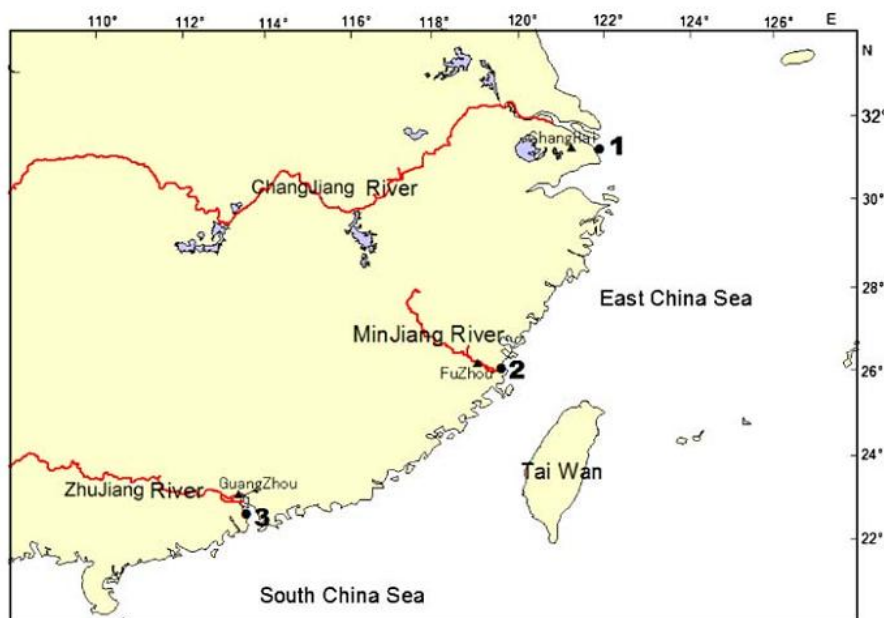 110° 112° 114° 116° 118° 120° 122° 124° 126° E
N
32°
ShangHai
1
ChangJiang River
30°
28°
East China Sea
MinJiang River
FuZhou
2
26°
24°
Tai Wan
GuangZhou
ZhuJiang River
3
22°
South China Sea